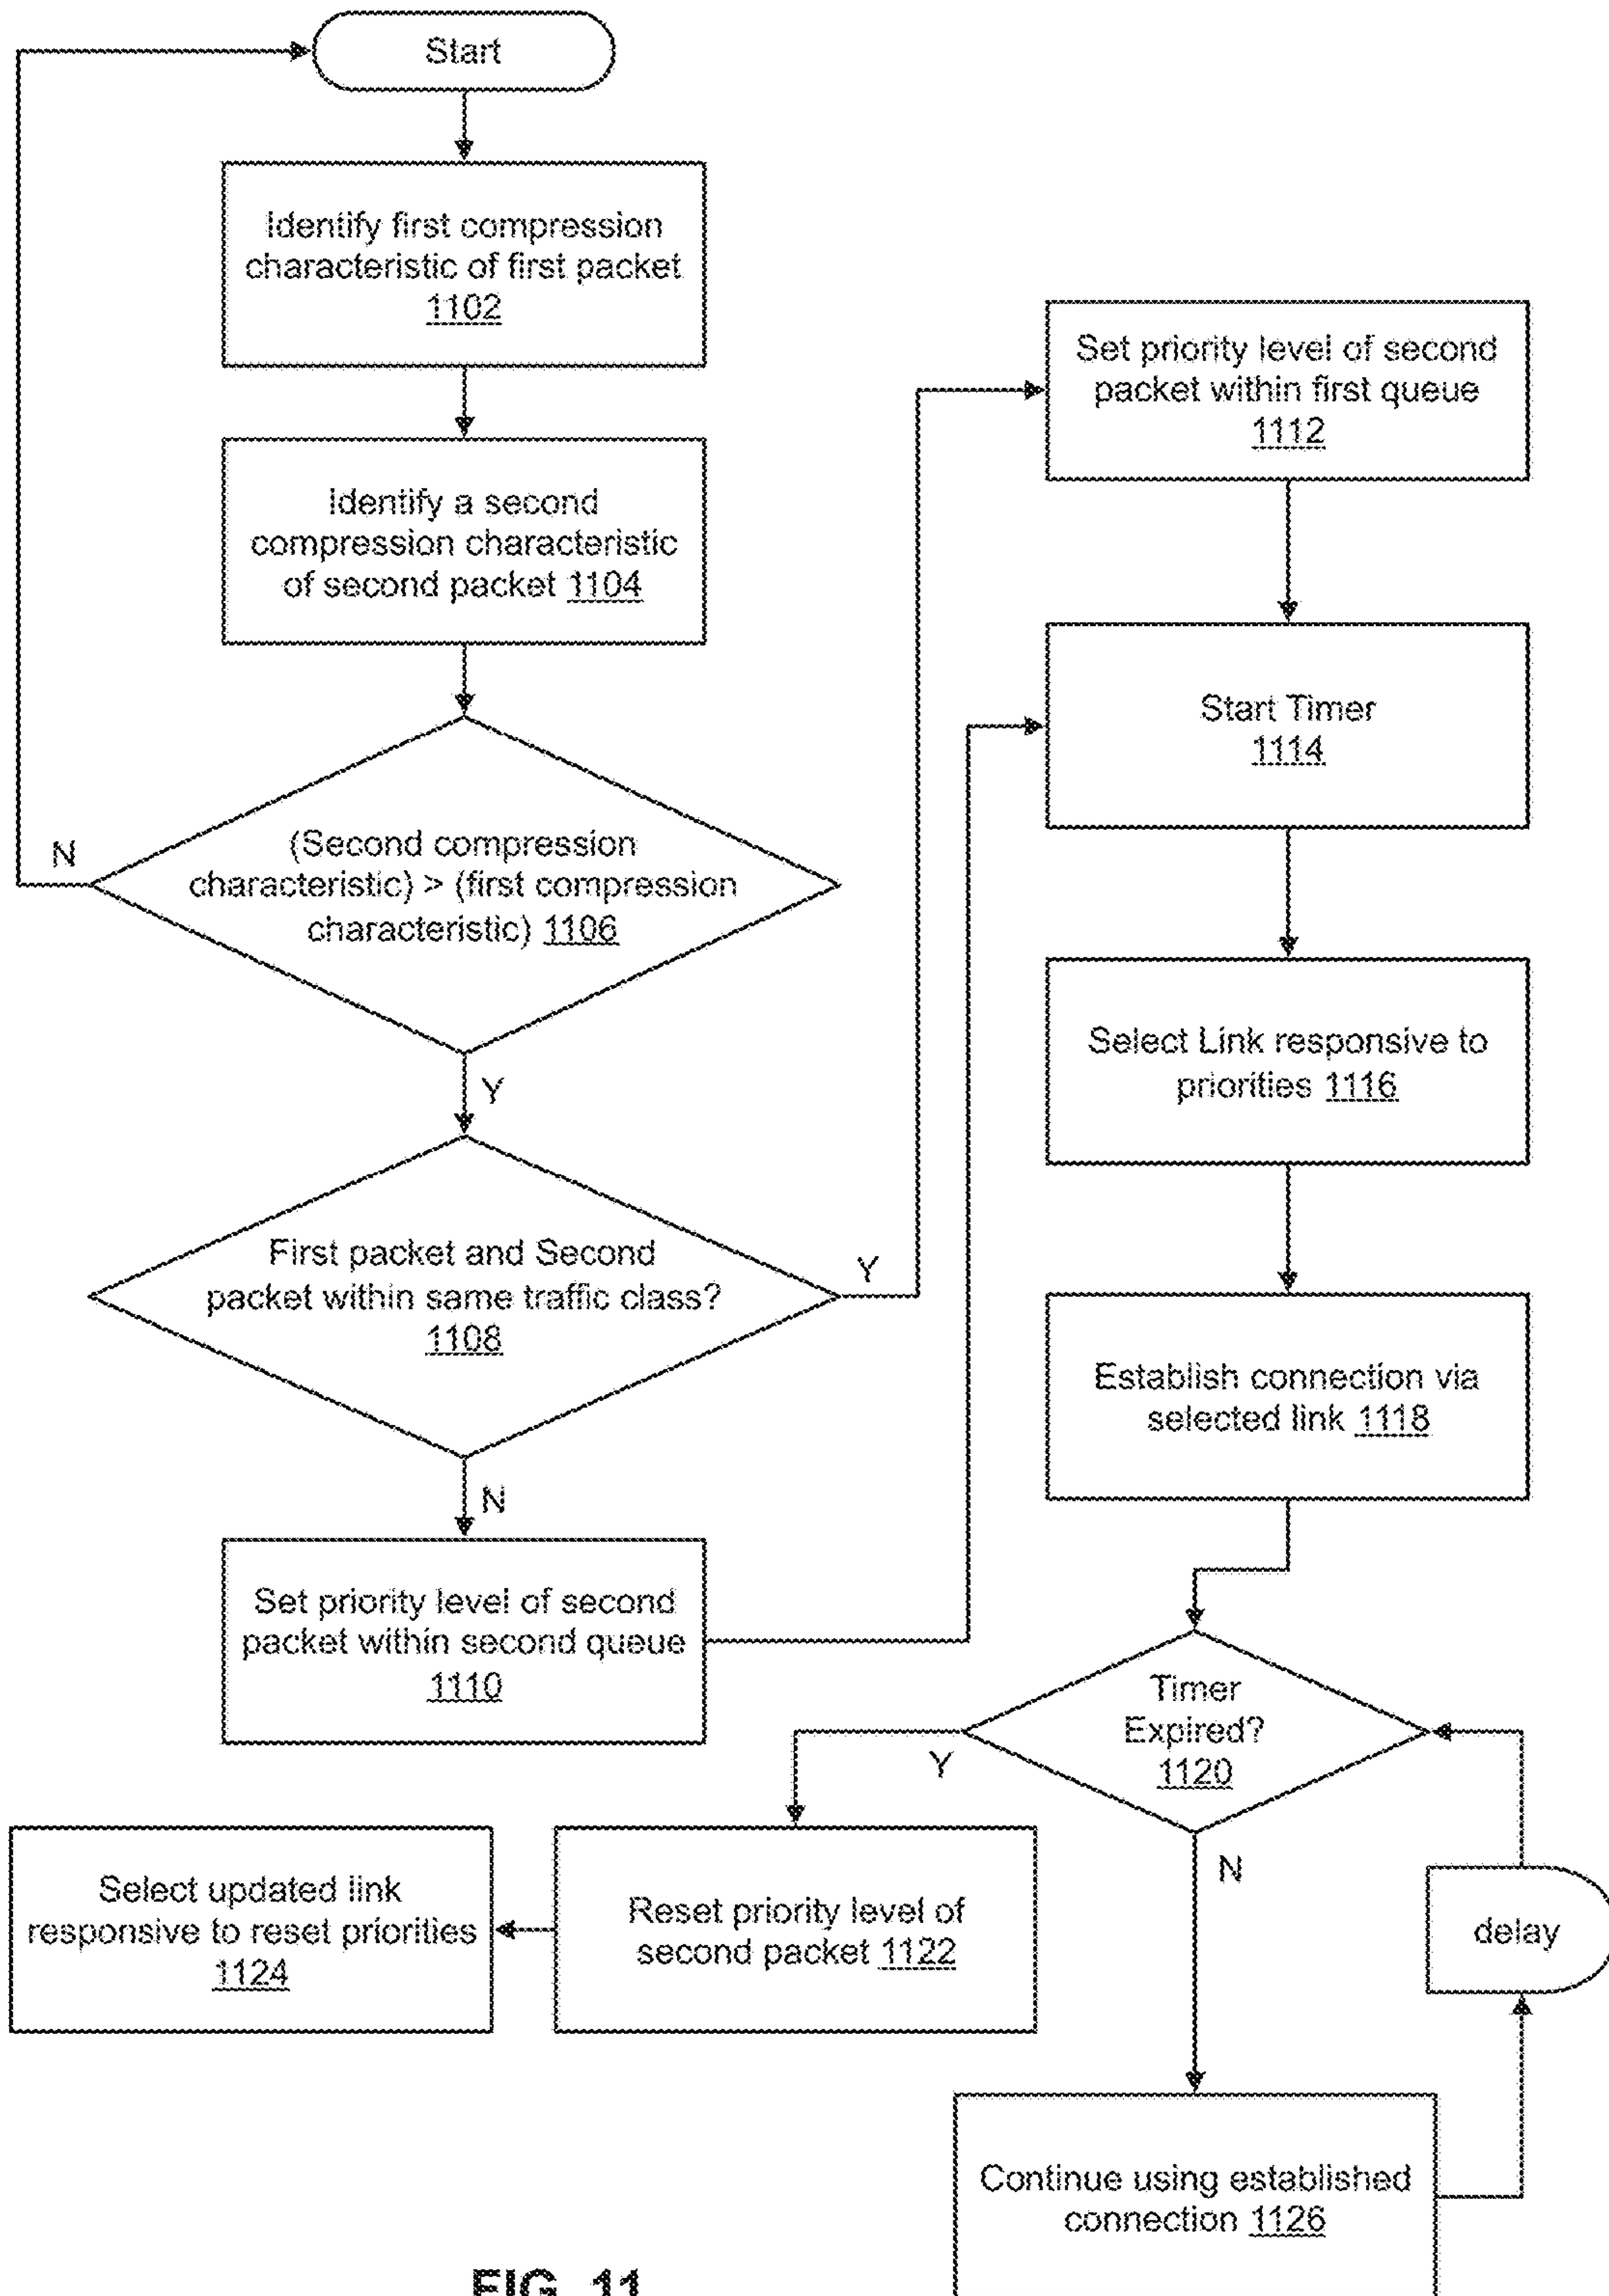 Start
Identify first compression
characteristic of first packet
1102
Identify a second
compression characteristic
of second packet 1104
(Second compression
characteristic) > (first compression
characteristic) 1106
N
Y
First packet and Second
packet within same traffic class?
1108
Y
N
Set priority level of second
packet within second queue
1110
Set priority level of second
packet within first queue
1112
Start Timer
1114
Select Link responsive to
priorities 1116
Establish connection via
selected link 1118
Timer
Expired?
1120
Y
N
Reset priority level of
second packet 1122
Select updated link
responsive to reset priorities
1124
Continue using established
connection 1126
delay
FIG. 11